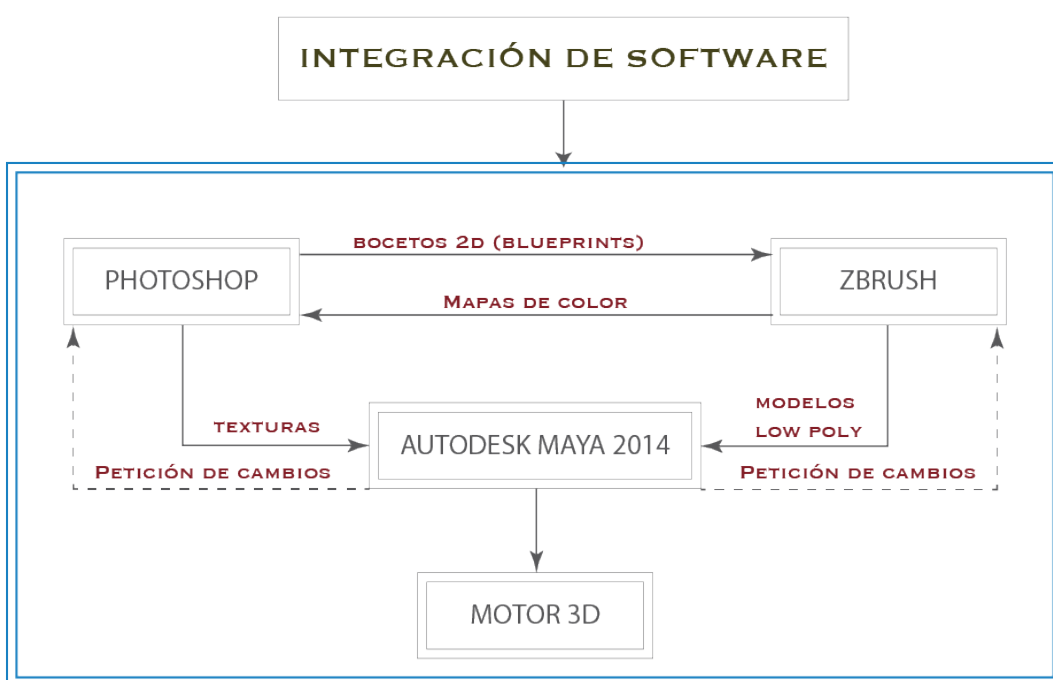 INTEGRACIÓN DE SOFTWARE
BOCETOS 2D (BLUEPRINTS)
PHOTOSHOP
ZBRUSH
MAPAS DE COLOR
MODELOS
LOW POLY
TEXTURAS
AUTODESK MAYA 2014
PETICIÓN DE CAMBIOS
PETICIÓN DE CAMBIOS
MOTOR 3D